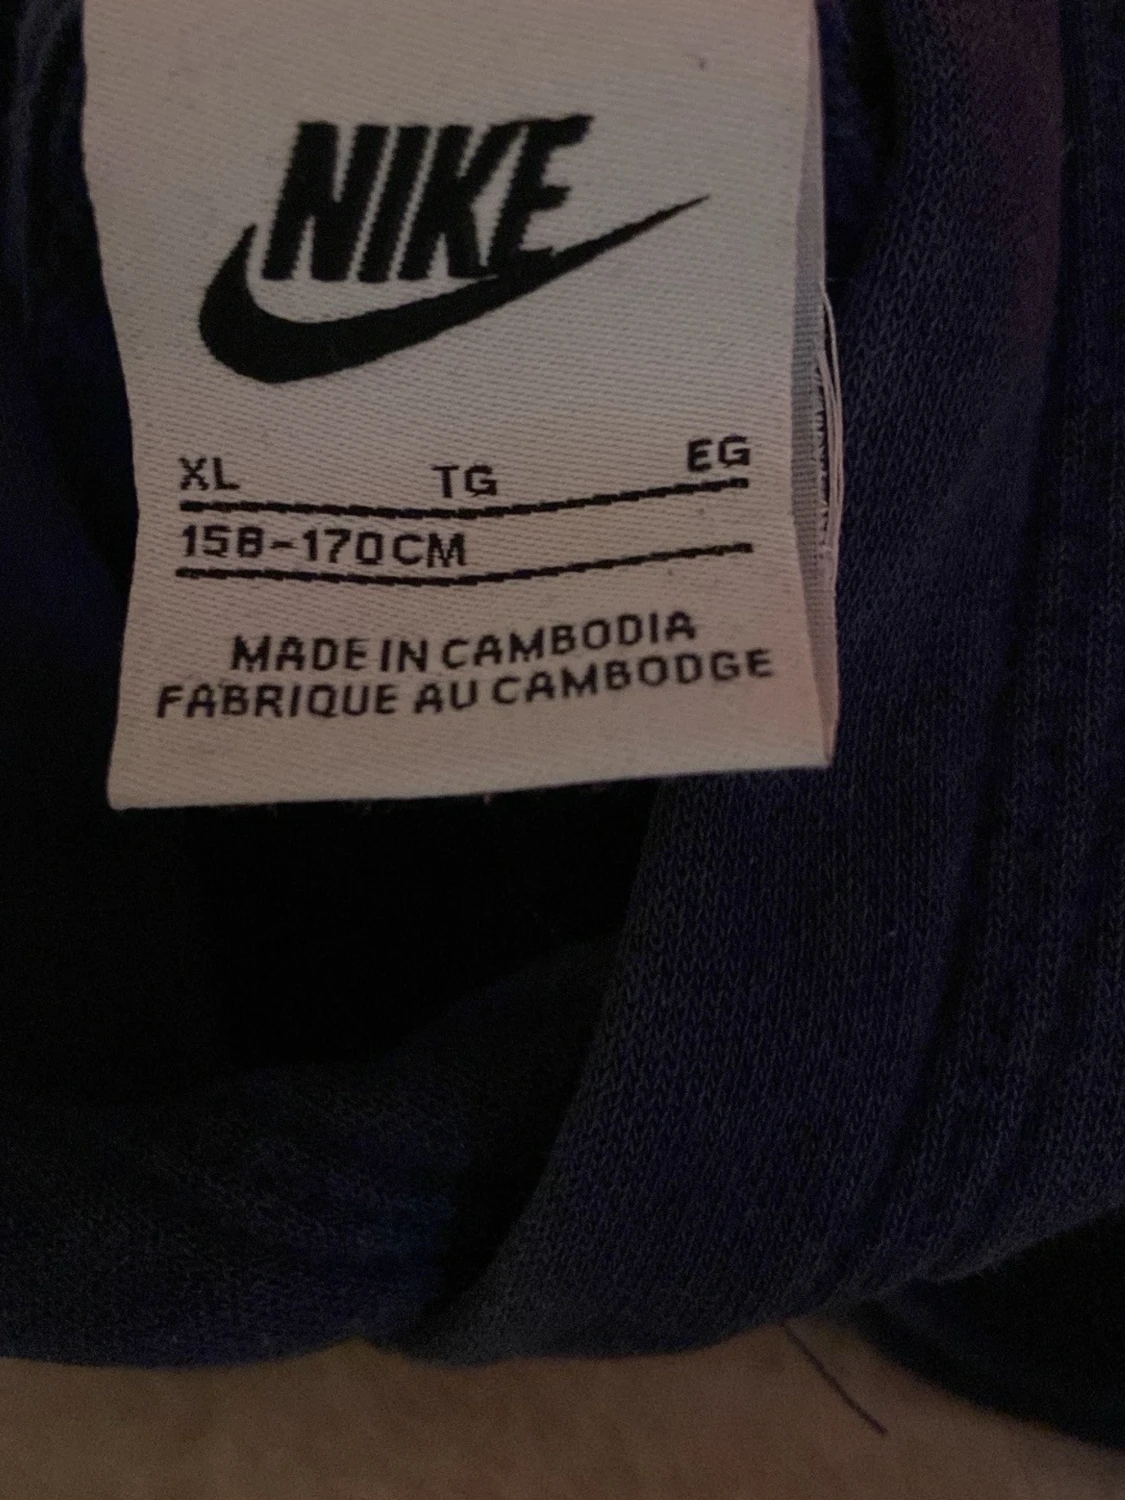 NIKE
XL TG EG
158-170CM
MADE IN CAMBODIA
FABRIQUE AU CAMBODGE